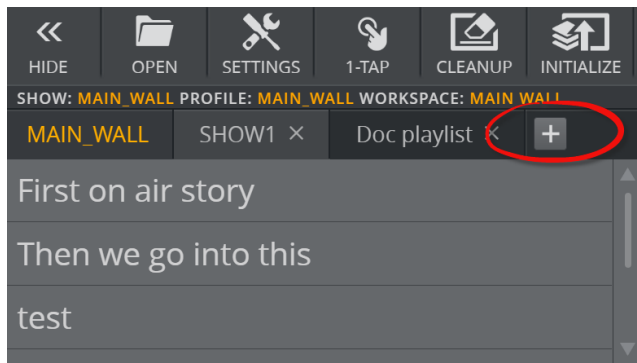 HIDE OPEN SETTINGS 1-TAP CLEANUP INITIALIZE
SHOW: MAIN_WALL PROFILE: MAIN_WALL WORKSPACE: MAIN WALL
MAIN_WALL SHOW1 × Doc playlist × +
First on air story
Then we go into this
test